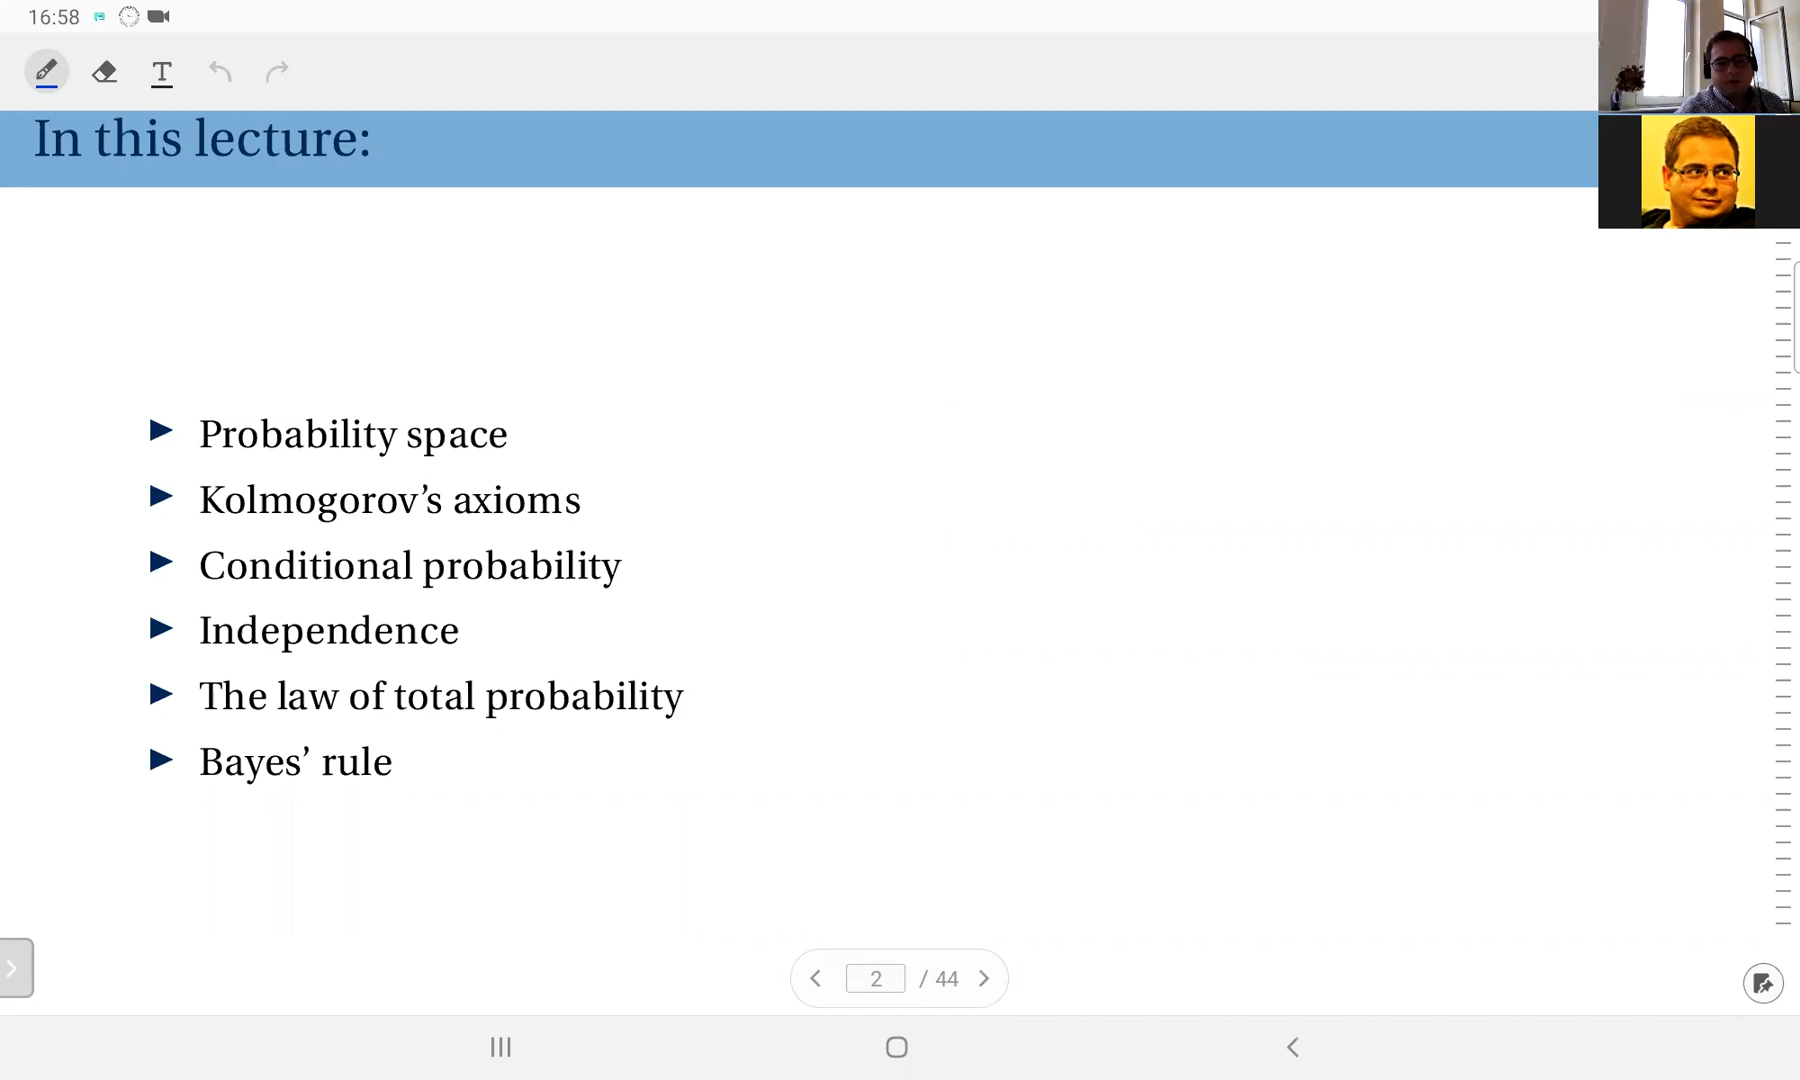 16:58
T
In this lecture:
Probability space
Kolmogorov’s axioms
Conditional probability
Independence
The law of total probability
Bayes’ rule
2 / 44